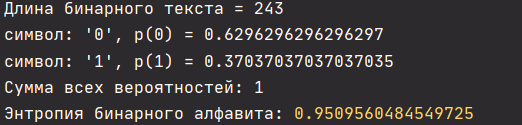 Длина бинарного текста = 243
символ: '0', p(0) = 0.6296296296296297
символ: '1', p(1) = 0.37037037037037035
Сумма всех вероятностей: 1
Энтропия бинарного алфавита: 0.9509560484549725